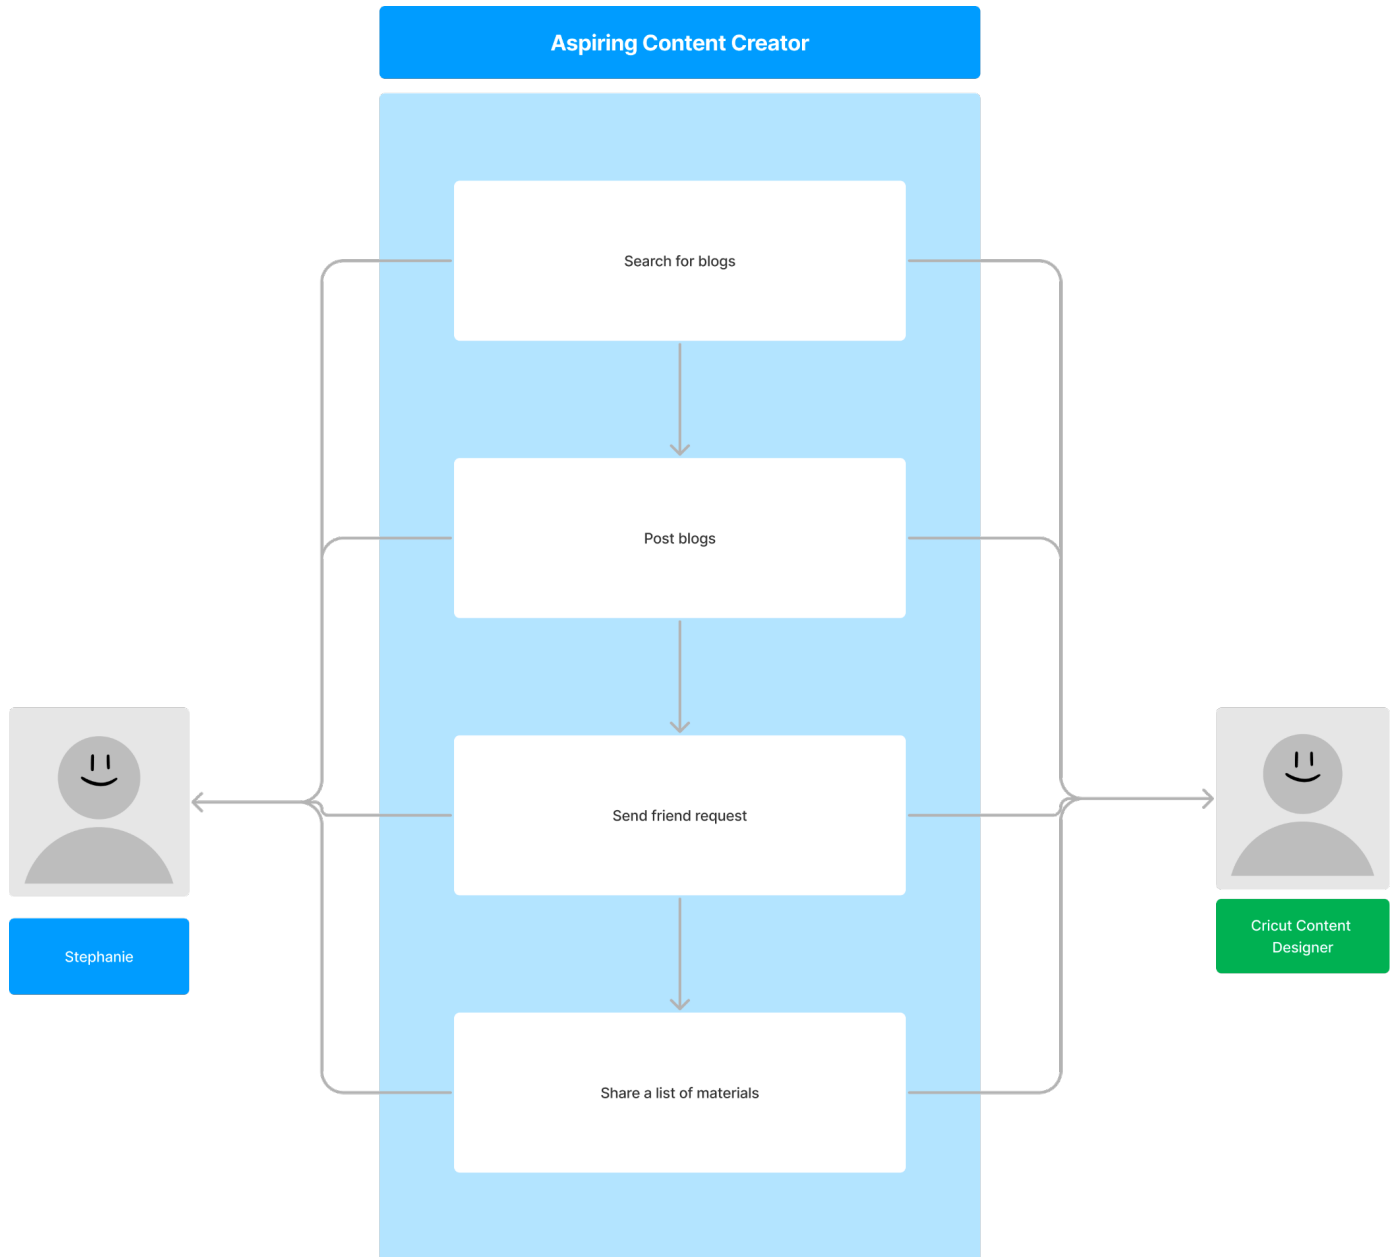 Aspiring Content Creator
Search for blogs
Post blogs
Send friend request
Share a list of materials
Stephanie
Cricut Content
Designer